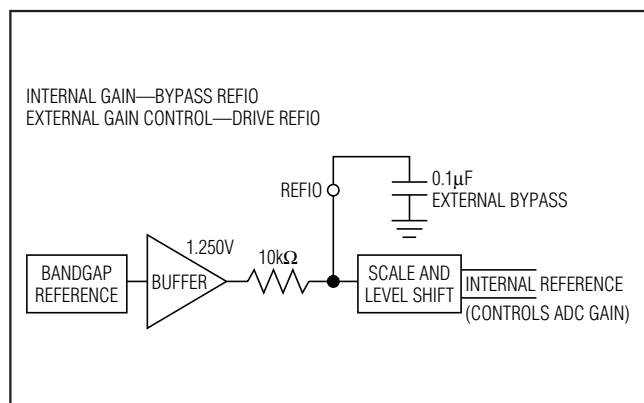 INTERNAL GAIN—BYPASS REFIO
EXTERNAL GAIN CONTROL—DRIVE REFIO
REFIO
0.1µF
EXTERNAL BYPASS
1.250V
10kΩ
BANDGAP
REFERENCE
BUFFER
SCALE AND
LEVEL SHIFT
INTERNAL REFERENCE
(CONTROLS ADC GAIN)